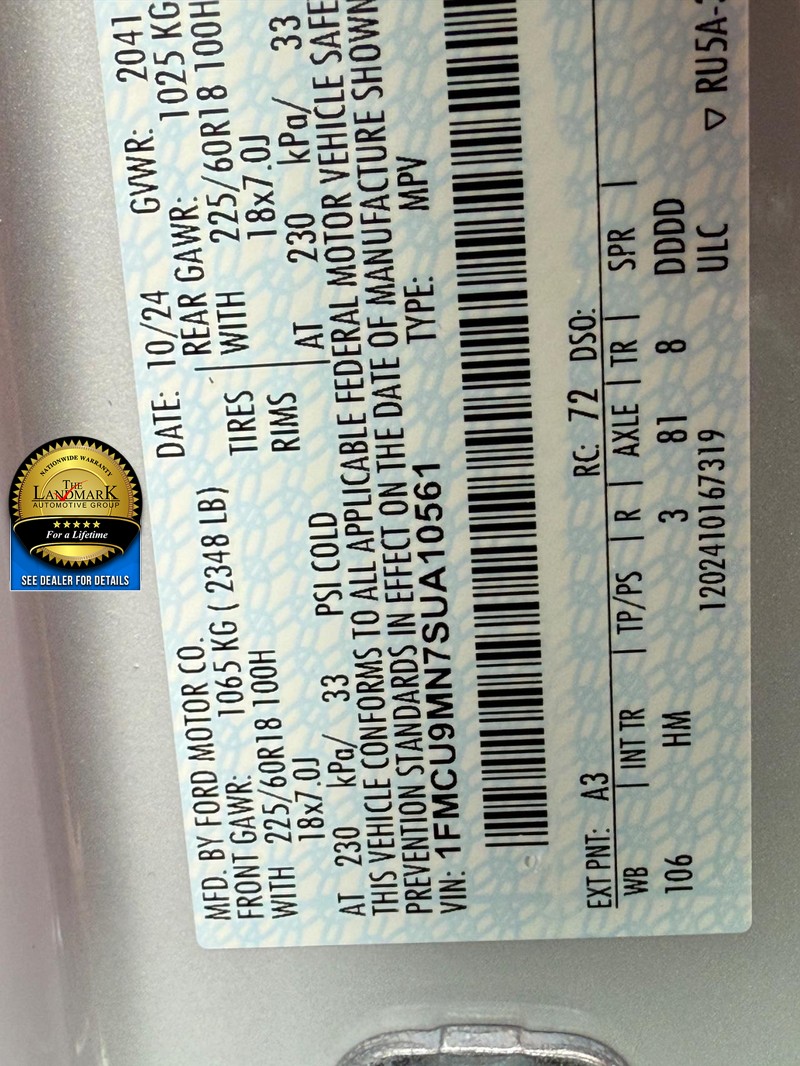 MFD. BY FORD MOTOR CO. DATE: 10/24 GVWR: 2041
FRONT GAWR: 1065 KG ( 2348 LB) REAR GAWR: 1025 KG
WITH 225/60R18 100H TIRES WITH 225/60R18 100H
18x7.0J RIMS 18x7.0J
AT 230 kPa/ 33 PSI COLD AT 230 kPa/ 33
THIS VEHICLE CONFORMS TO ALL APPLICABLE FEDERAL MOTOR VEHICLE SAFE
PREVENTION STANDARDS IN EFFECT ON THE DATE OF MANUFACTURE SHOWN
VIN: 1FMCU9MN7SUA10561 TYPE: MPV
EXT PNT: A3 RC: 72 DSO:
WB | INT TR | TP/PS | R | AXLE | TR | SPR |
106 HM 3 81 8 DDDD
1202410167319 ULC ▽ RU5A-
NATIONWIDE WARRANTY
THE
LANDMARK
AUTOMOTIVE GROUP
For a Lifetime
SEE DEALER FOR DETAILS